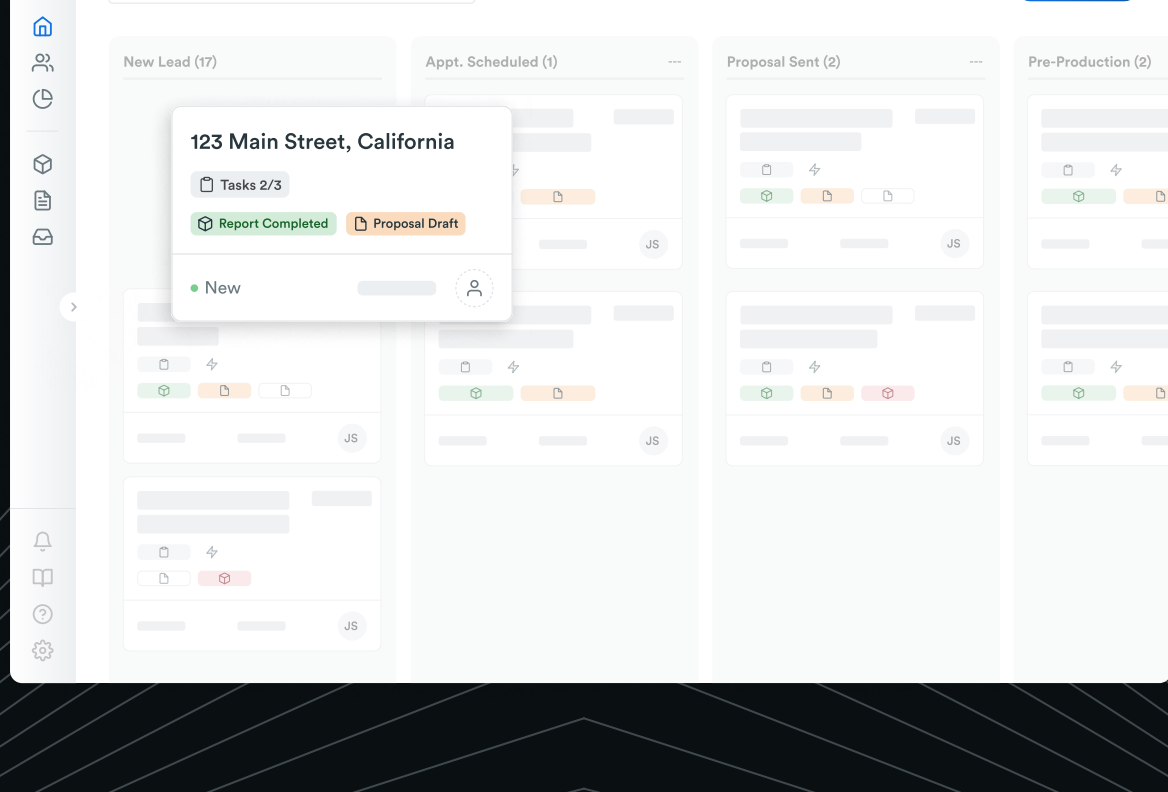 New Lead (17)
Appt. Scheduled (1)
---
Proposal Sent (2)
---
Pre-Production (2)
123 Main Street, California
Tasks 2/3
Report Completed
Proposal Draft
New
JS
JS
JS
JS
JS
JS